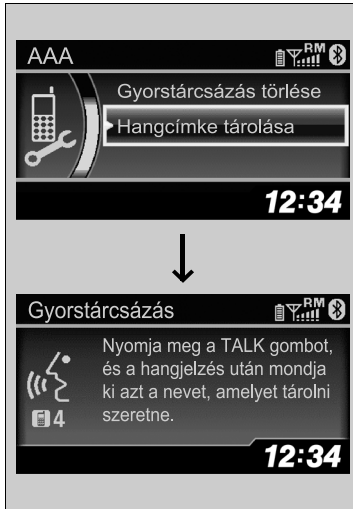 AAA
RM
Gyorstárcsázás törlése
Hangcímke tárolása
12:34
Gyorstárcsázás
RM
Nyomja meg a TALK gombot,
és a hangjelzés után mondja
ki azt a nevet, amelyet tárolni
szeretne.
4
12:34